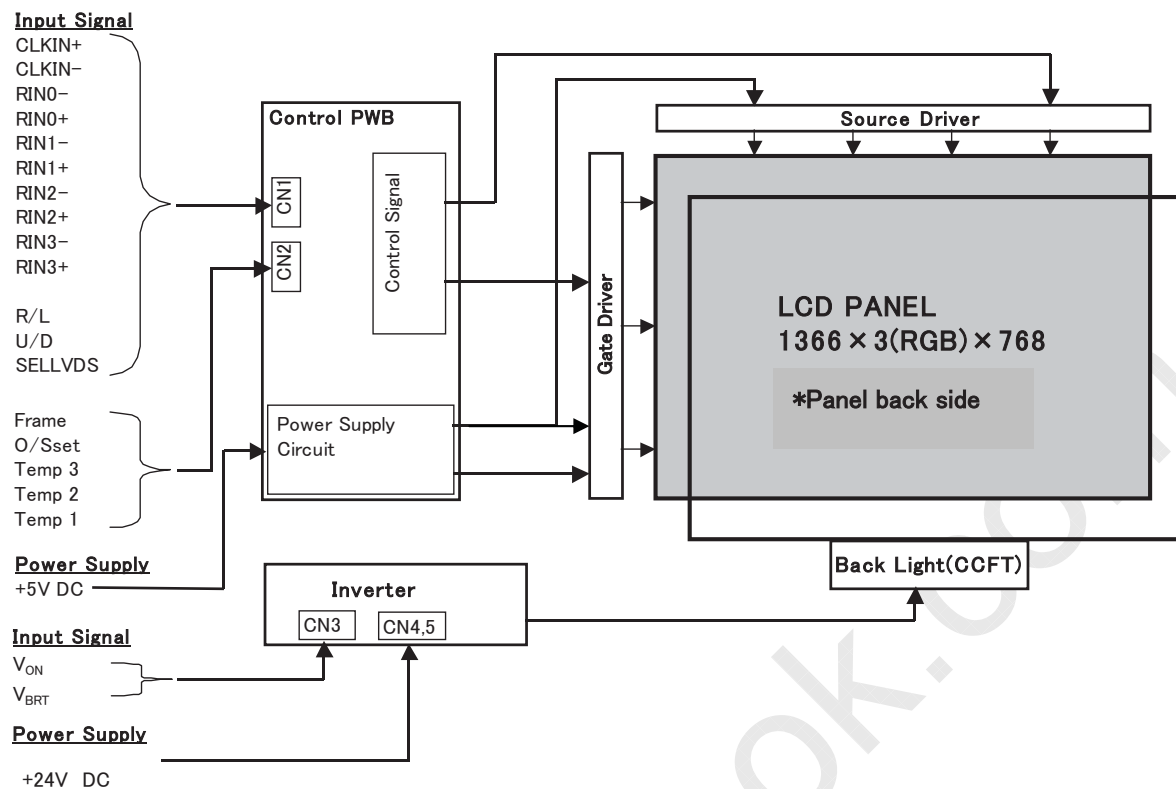 Input Signal
CLKIN+
CLKIN−
RIN0−
RIN0+
RIN1−
RIN1+
RIN2−
RIN2+
RIN3−
RIN3+
R/L
U/D
SELLVDS
Frame
O/Sset
Temp 3
Temp 2
Temp 1
Power Supply
+5V DC
Input Signal
VON
VBRT
Power Supply
+24V DC
Control PWB
CN1
CN2
Control Signal
Power Supply
Circuit
Inverter
CN3
CN4,5
Gate Driver
Source Driver
LCD PANEL
1366×3(RGB)×768
*Panel back side
Back Light(CCFT)